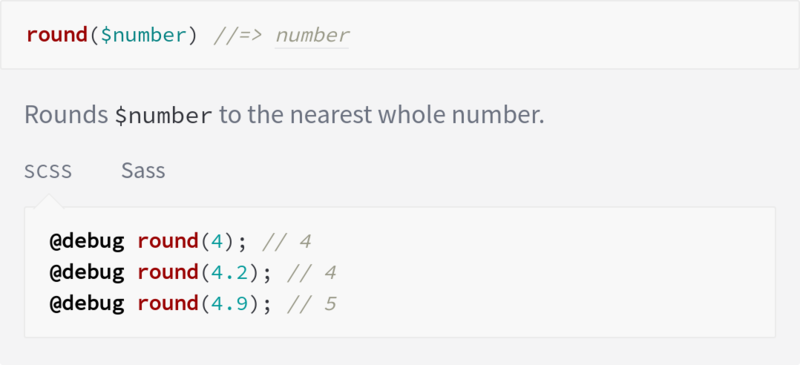 round($number) //=> number
Rounds $number to the nearest whole number.
SCSS Sass
@debug round(4); // 4
@debug round(4.2); // 4
@debug round(4.9); // 5